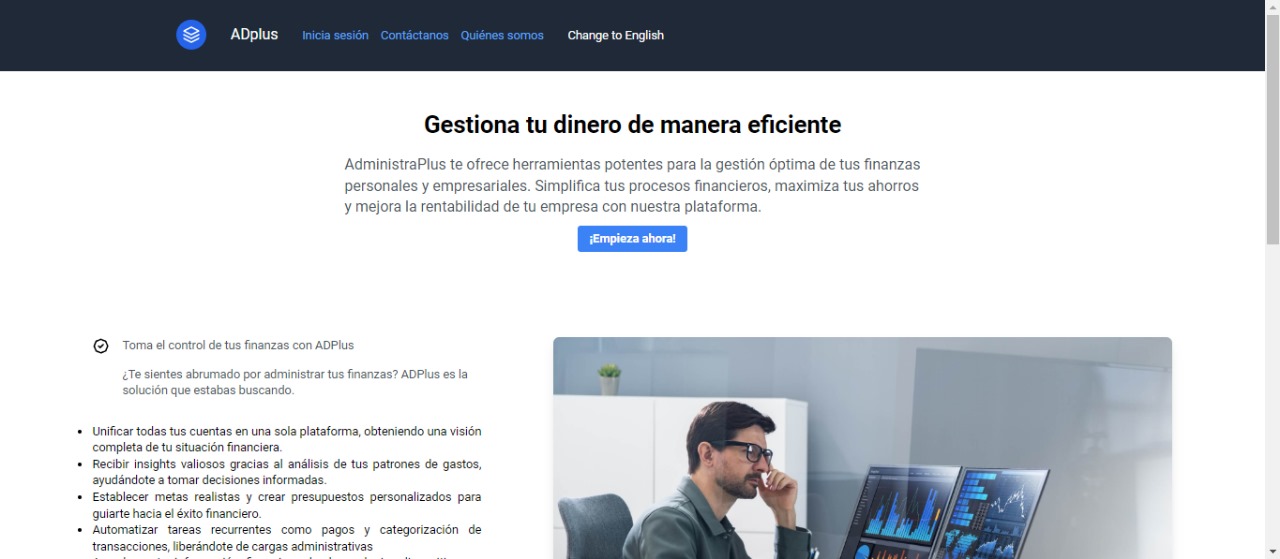 ADplus Inicia sesión Contáctanos Quiénes somos Change to English
Gestiona tu dinero de manera eficiente
AdministraPlus te ofrece herramientas potentes para la gestión óptima de tus finanzas
personales y empresariales. Simplifica tus procesos financieros, maximiza tus ahorros
y mejora la rentabilidad de tu empresa con nuestra plataforma.
¡Empieza ahora!
Toma el control de tus finanzas con ADPlus
¿Te sientes abrumado por administrar tus finanzas? ADPlus es la
solución que estabas buscando.
Unificar todas tus cuentas en una sola plataforma, obteniendo una visión
completa de tu situación financiera.
Recibir insights valiosos gracias al análisis de tus patrones de gastos,
ayudándote a tomar decisiones informadas.
Establecer metas realistas y crear presupuestos personalizados para
guiarte hacia el éxito financiero.
Automatizar tareas recurrentes como pagos y categorización de
transacciones, liberándote de cargas administrativas